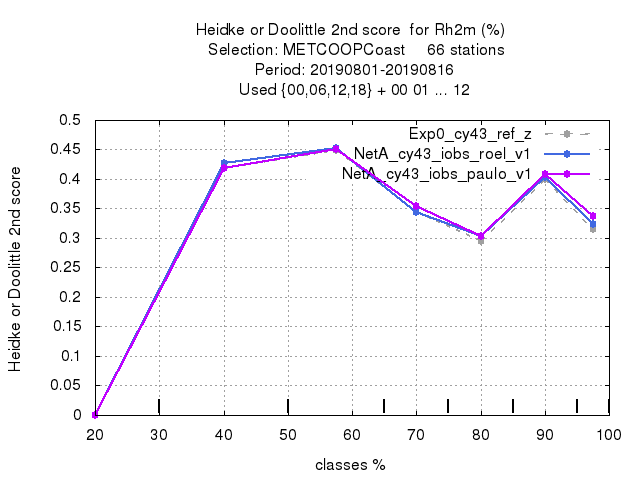 Heidke or Doolittle 2nd score  for Rh2m (%)
Selection: METCOOPCoast     66 stations
Period: 20190801-20190816
Used {00,06,12,18} + 00 01 ... 12
Exp0_cy43_ref_z
NetA_cy43_iobs_roel_v1
NetA_cy43_iobs_paulo_v1
Heidke or Doolittle 2nd score
0.5
0.45
0.4
0.35
0.3
0.25
0.2
0.15
0.1
0.05
0
20 30 40 50 60 70 80 90 100
classes %